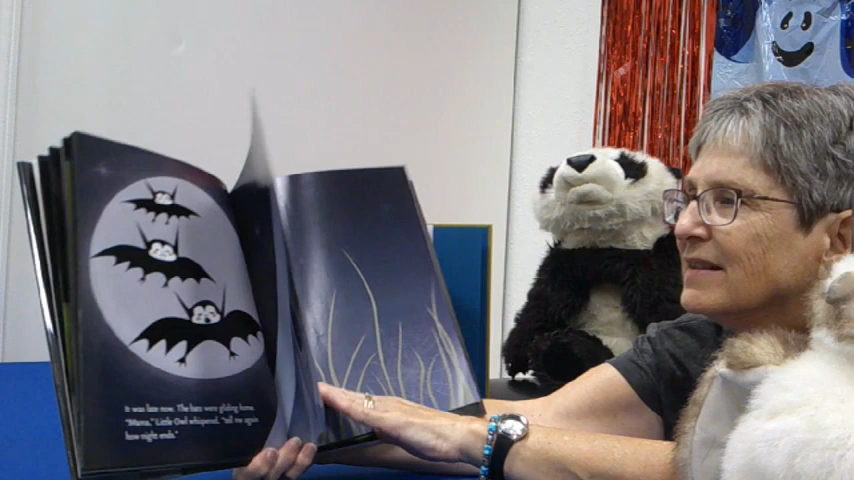 It was late now. The bats were gliding home.
"Mama," Little Owl whispered, "tell me again
how night ends."